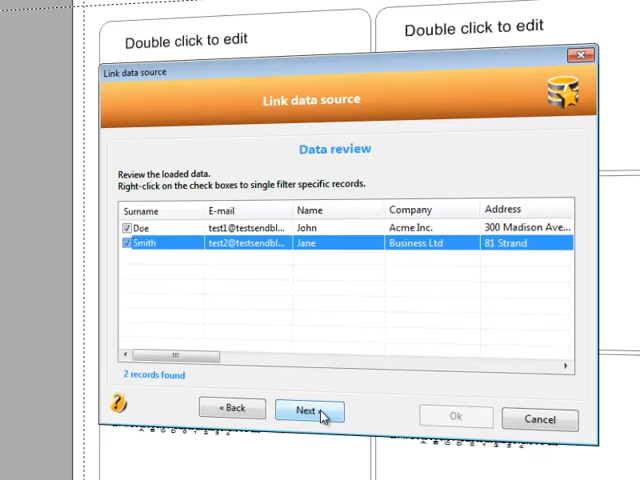 Double click to edit
Double click to edit
Link data source
Link data source
Data review
Review the loaded data.
Right-click on the check boxes to single filter specific records.
Surname E-mail Name Company Address
Doe test1@testsendbl... John Acme Inc. 300 Madison Ave...
Smith test2@testsendbl... Jane Business Ltd 81 Strand
2 records found
« Back Next » Ok Cancel